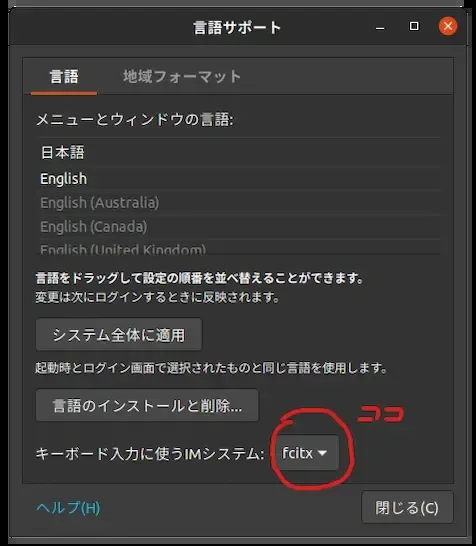 言語サポート
言語 地域フォーマット
メニューとウィンドウの言語:
日本語
English
English (Australia)
English (Canada)
English (United Kingdom)
言語をドラッグして設定の順番を並べ替えることができます。
変更は次にログインするときに反映されます。
システム全体に適用
起動時とログイン画面で選択されたものと同じ言語を使用します。
言語のインストールと削除...
ココ
キーボード入力に使うIMシステム: fcitx
ヘルプ(H) 閉じる(C)